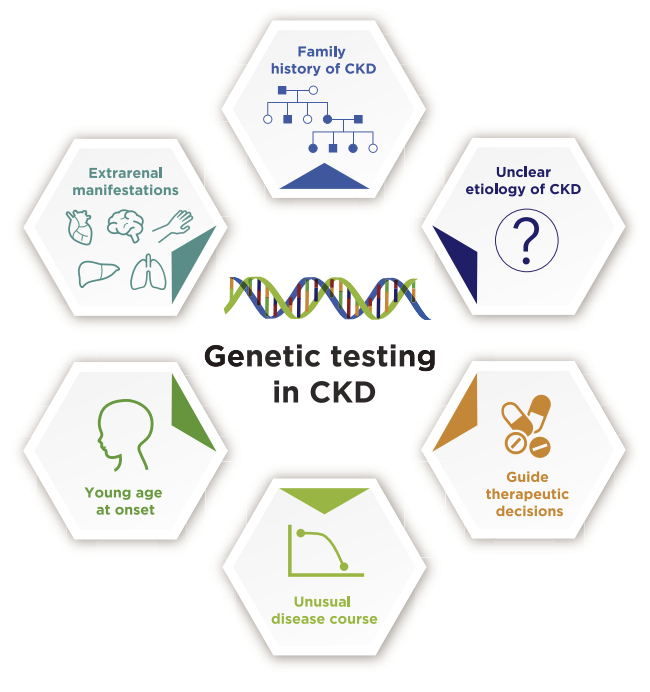 Family
history of CKD
Extrarenal
manifestations
Unclear
etiology of CKD
?
Genetic testing
in CKD
Young age
at onset
Guide
therapeutic
decisions
Unusual
disease course